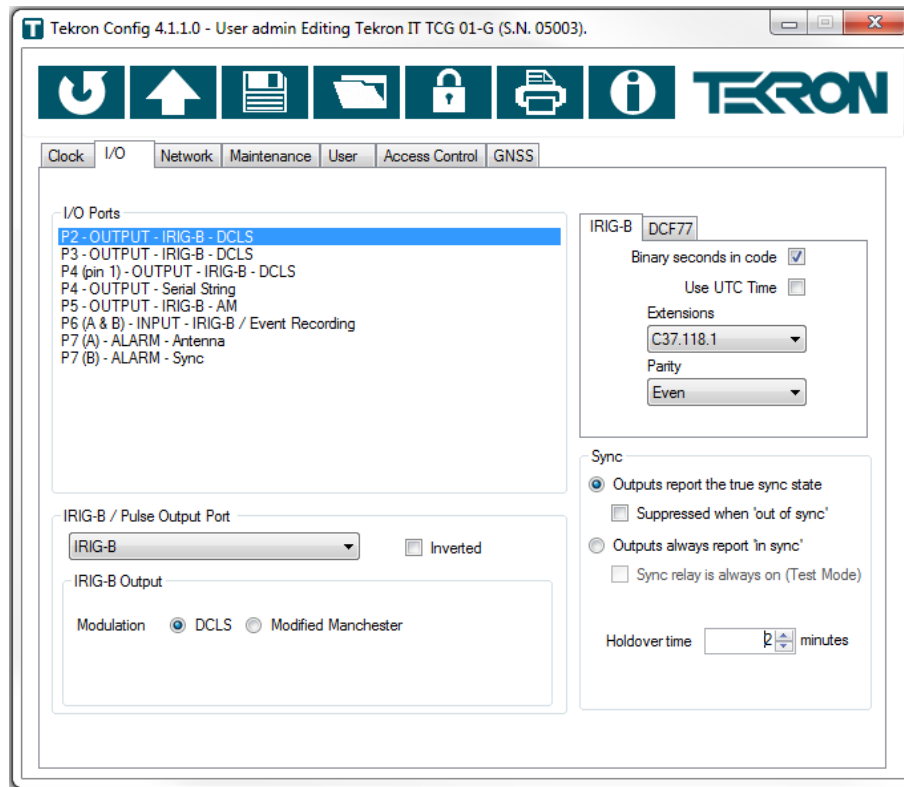 Tekron Config 4.1.1.0 - User admin Editing Tekron IT TCG 01-G (S.N. 05003).
TEKRON
Clock I/O Network Maintenance User Access Control GNSS
I/O Ports
P2 - OUTPUT - IRIG-B - DCLS
P3 - OUTPUT - IRIG-B - DCLS
P4 (pin 1) - OUTPUT - IRIG-B - DCLS
P4 - OUTPUT - Serial String
P5 - OUTPUT - IRIG-B - AM
P6 (A & B) - INPUT - IRIG-B / Event Recording
P7 (A) - ALARM - Antenna
P7 (B) - ALARM - Sync
IRIG-B / Pulse Output Port
IRIG-B
Inverted
IRIG-B Output
Modulation DCLS Modified Manchester
IRIG-B DCF77
Binary seconds in code
Use UTC Time
Extensions
C37.118.1
Parity
Even
Sync
Outputs report the true sync state
Suppressed when 'out of sync'
Outputs always report 'in sync'
Sync relay is always on (Test Mode)
Holdover time 2 minutes